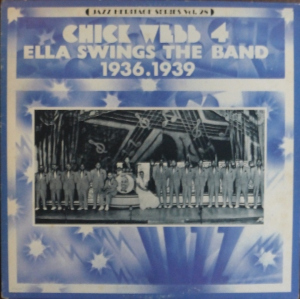 JAZZ HERITAGE SERIES Vol. 28
CHICK WEBB 4
ELLA SWINGS THE BAND
1936.1939